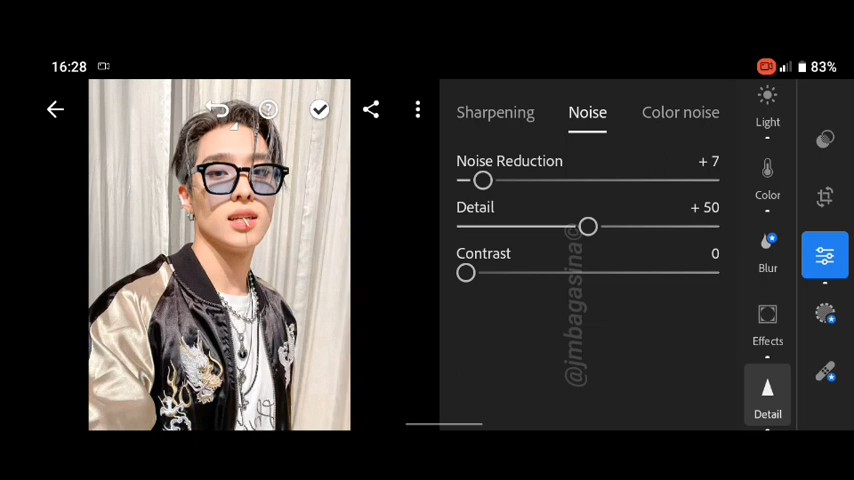 16:28
83%
Sharpening Noise Color noise
Noise Reduction + 7
Detail + 50
Contrast 0
@jmbagasina@
Light
Color
Blur
Effects
Detail